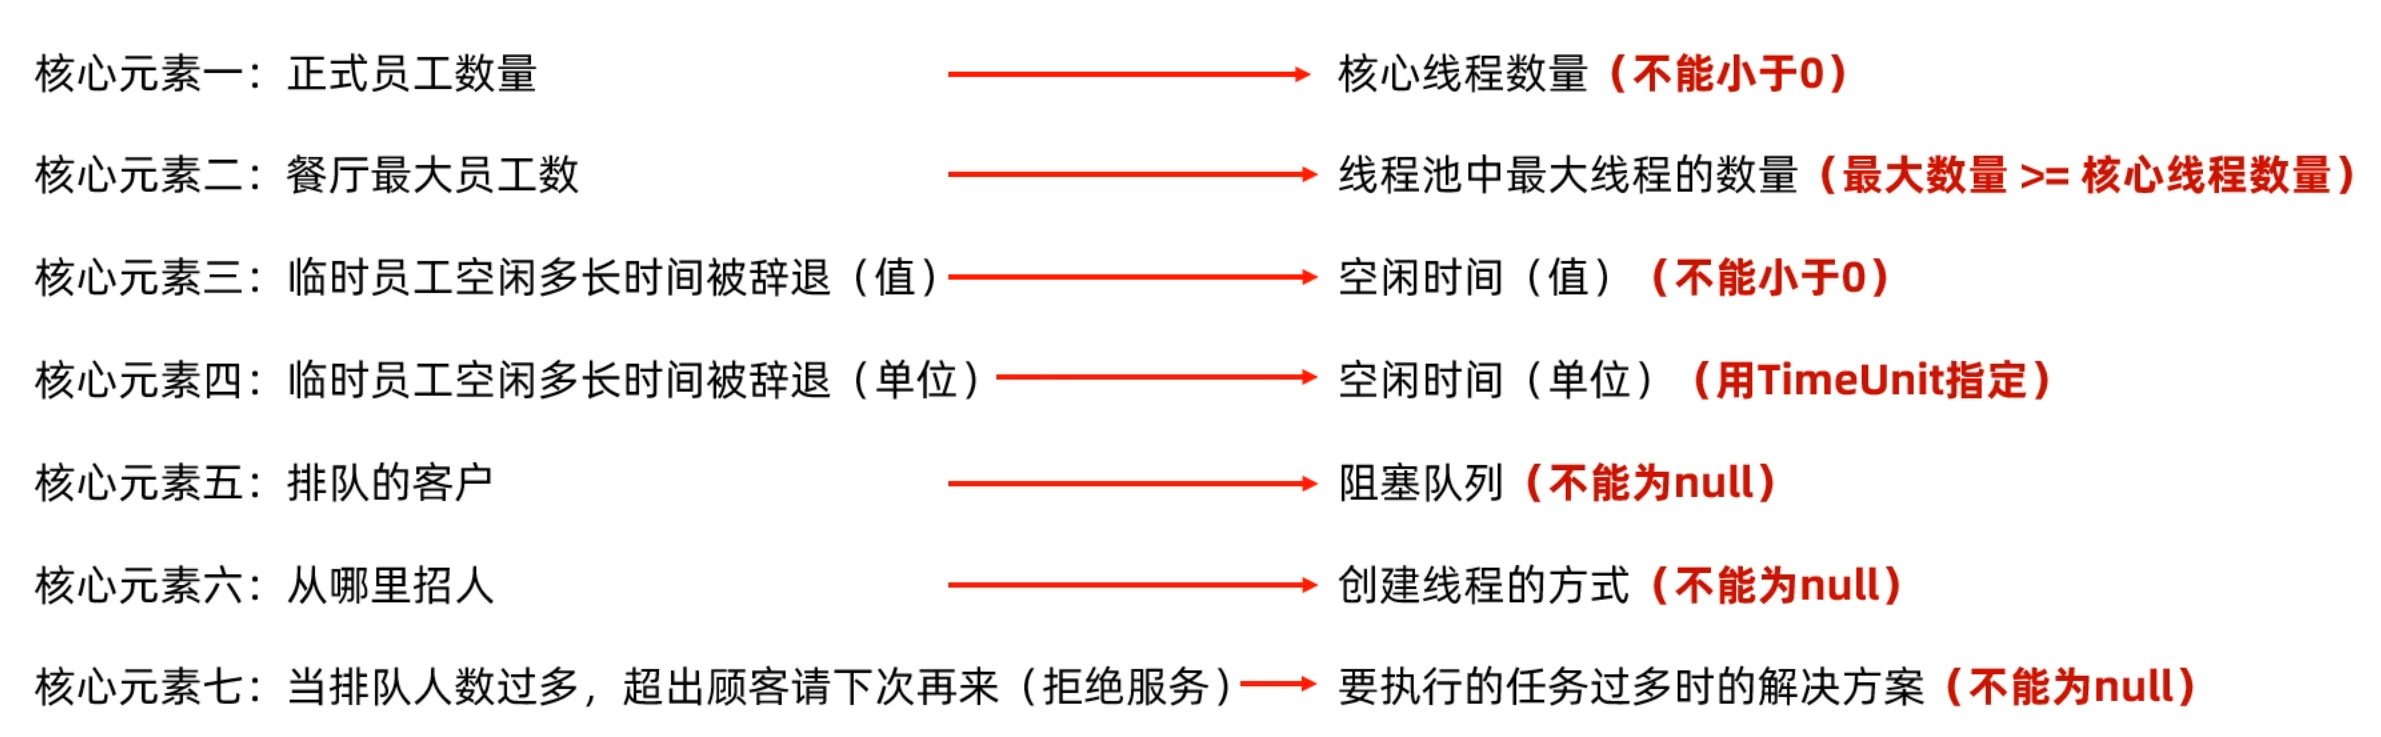 核心元素一：正式员工数量 核心线程数量（不能小于0）
核心元素二：餐厅最大员工数 线程池中最大线程的数量（最大数量 >= 核心线程数量）
核心元素三：临时员工空闲多长时间被辞退（值） 空闲时间（值）（不能小于0）
核心元素四：临时员工空闲多长时间被辞退（单位） 空闲时间（单位）（用TimeUnit指定）
核心元素五：排队的客户 阻塞队列（不能为null）
核心元素六：从哪里招人 创建线程的方式（不能为null）
核心元素七：当排队人数过多，超出顾客请下次再来（拒绝服务） 要执行的任务过多时的解决方案（不能为null）